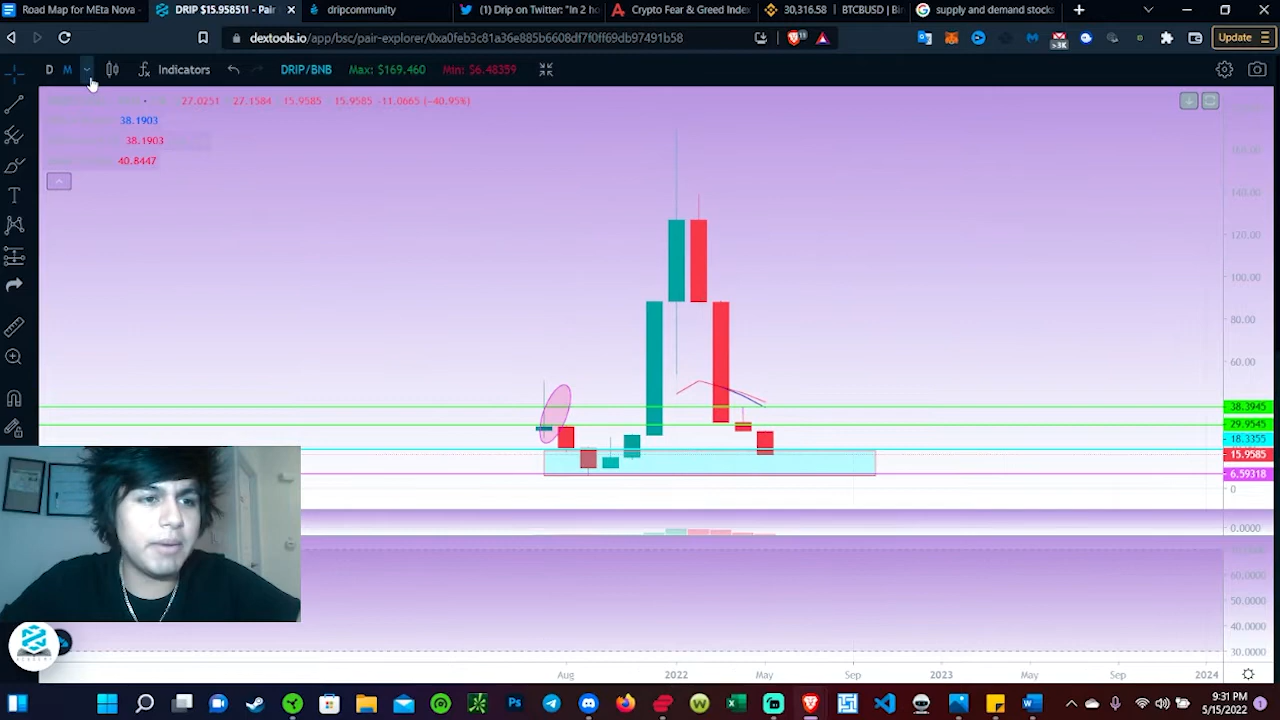 Road Map for MEta Nova
DRIP $15.958511 - Pair
dripcommunity
(1) Drip on Twitter: "In 2 ho
Crypto Fear & Greed Index
30,316.58 | BTCBUSD | Bin
supply and demand stocks
dextools.io/app/bsc/pair-explorer/0xa0feb3c81a36e885b6608df7f0ff69db97491b58
11
>3K
Update
D M Indicators DRIP/BNB Max: $169.460 Min: $6.48359
27.0251 27.1584 15.9585 15.9585 -11.0665 (-40.95%)
38.1903
38.1903
40.8447
T
160.00
140.00
120.00
100.00
80.00
60.00
38.3945
29.9545
18.3355
15.9585
6.59318
0
0.0000
60.0000
50.0000
40.0000
30.0000
Aug 2022 May Sep 2023 May Sep 2024
9:31 PM
5/15/2022